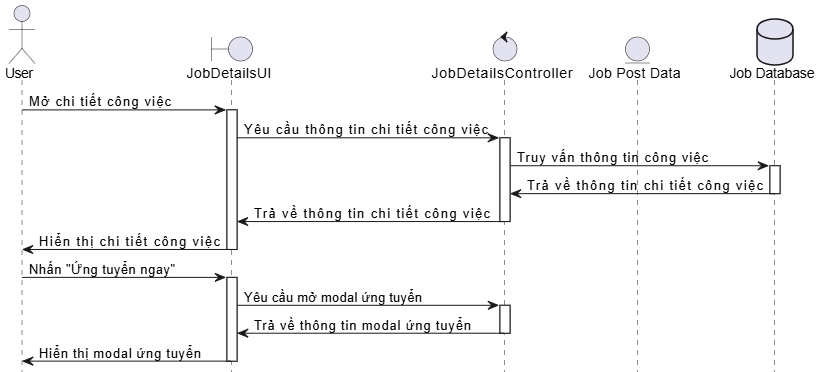 User
JobDetailsUI
JobDetailsController
Job Post Data
Job Database
Mở chi tiết công việc
Yêu cầu thông tin chi tiết công việc
Truy vấn thông tin công việc
Trả về thông tin chi tiết công việc
Trả về thông tin chi tiết công việc
Hiển thị chi tiết công việc
Nhấn "Ứng tuyển ngay"
Yêu cầu mở modal ứng tuyển
Trả về thông tin modal ứng tuyển
Hiển thị modal ứng tuyển